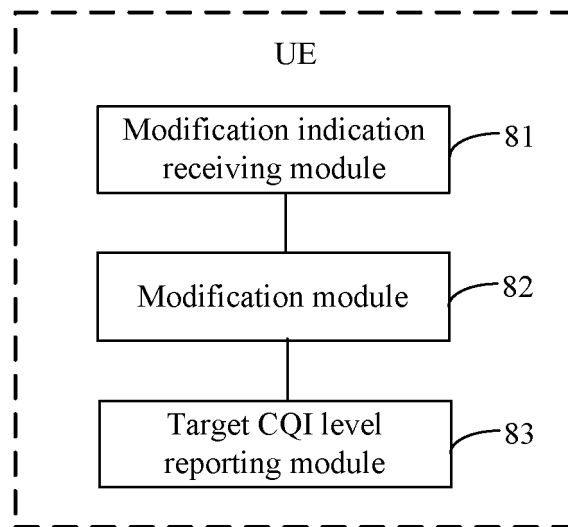 UE
Modification indication
receiving module
81
Modification module
82
Target CQI level
reporting module
83